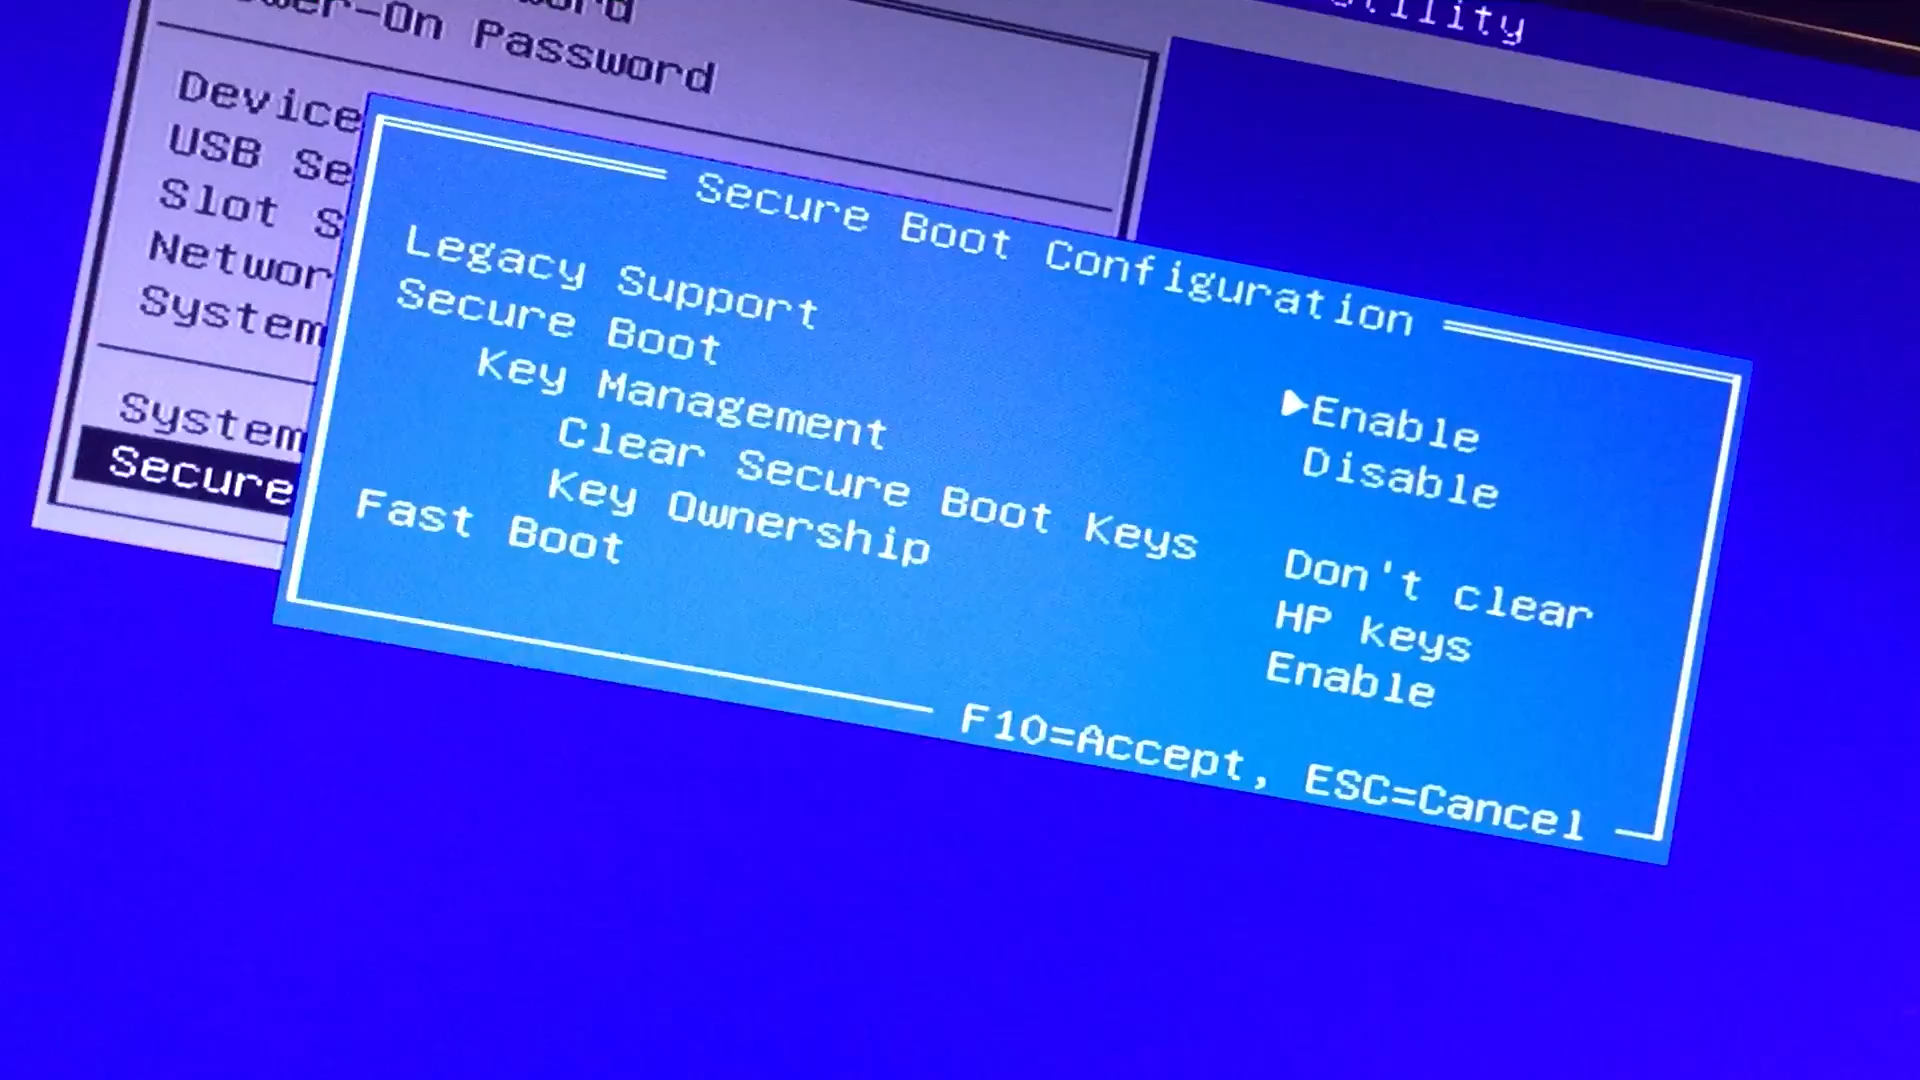 Power-On Password
Device
USB Se
Slot S
Networ
System
System
Secure
Secure Boot Configuration
Legacy Support ►Enable
Secure Boot Disable
Key Management
Clear Secure Boot Keys Don't clear
Key Ownership HP Keys
Fast Boot Enable
F10=Accept, ESC=Cancel